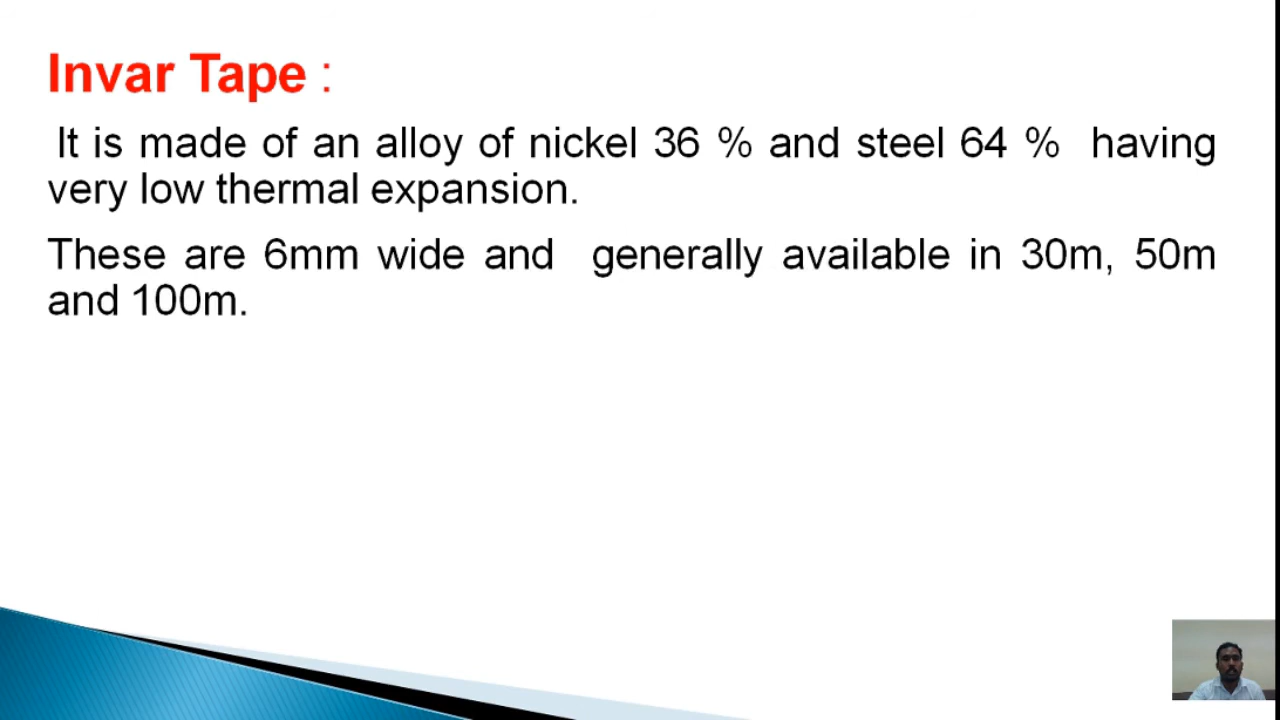 Invar Tape :
It is made of an alloy of nickel 36 % and steel 64 % having
very low thermal expansion.
These are 6mm wide and generally available in 30m, 50m
and 100m.